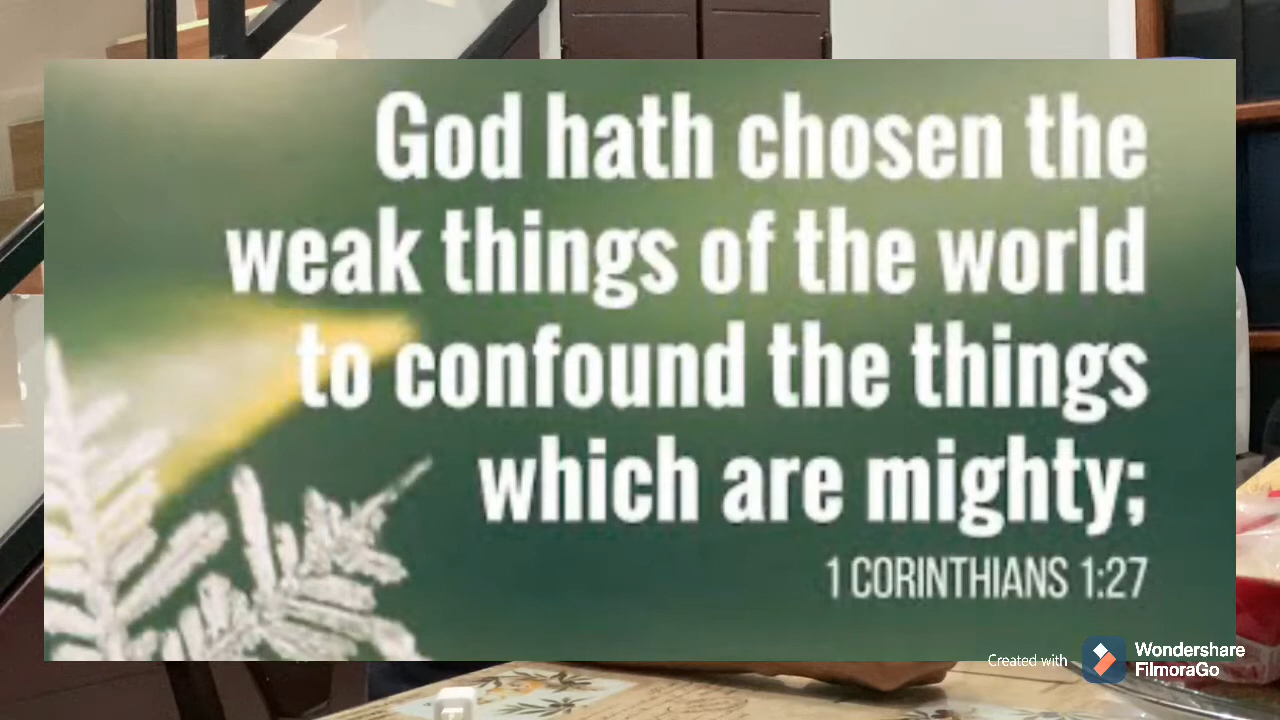 God hath chosen the
weak things of the world
to confound the things
which are mighty;
1 CORINTHIANS 1:27
Created with
Wondershare
FilmoraGo